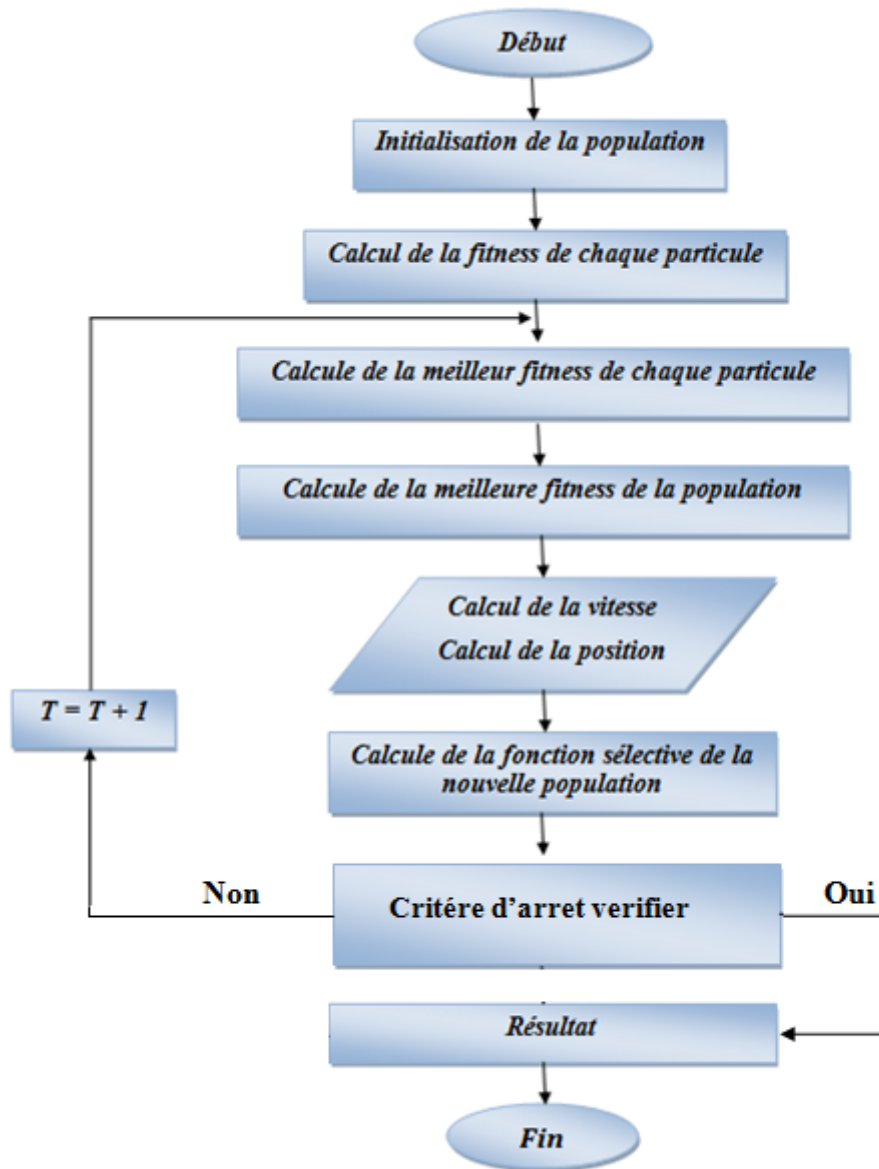 Début
Initialisation de la population
Calcul de la fitness de chaque particule
Calcule de la meilleur fitness de chaque particule
Calcule de la meilleure fitness de la population
Calcul de la vitesse
Calcul de la position
T = T + 1
Calcule de la fonction sélective de la
nouvelle population
Non
Critére d'arret verifier
Oui
Résultat
Fin